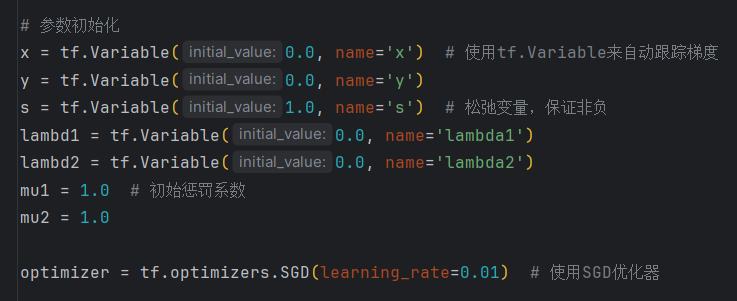 # 参数初始化
x = tf.Variable( initial_value: 0.0, name='x')  # 使用tf.Variable来自动跟踪梯度
y = tf.Variable( initial_value: 0.0, name='y')
s = tf.Variable( initial_value: 1.0, name='s')  # 松弛变量，保证非负
lambd1 = tf.Variable( initial_value: 0.0, name='lambda1')
lambd2 = tf.Variable( initial_value: 0.0, name='lambda2')
mu1 = 1.0  # 初始惩罚系数
mu2 = 1.0
optimizer = tf.optimizers.SGD(learning_rate=0.01)  # 使用SGD优化器